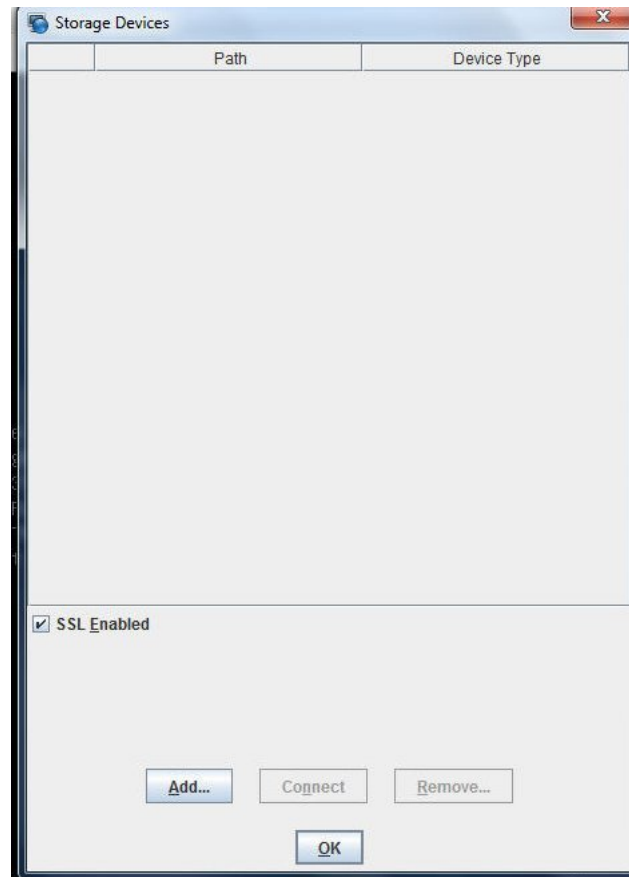 Storage Devices
Path Device Type
SSL Enabled
Add... Connect Remove...
OK